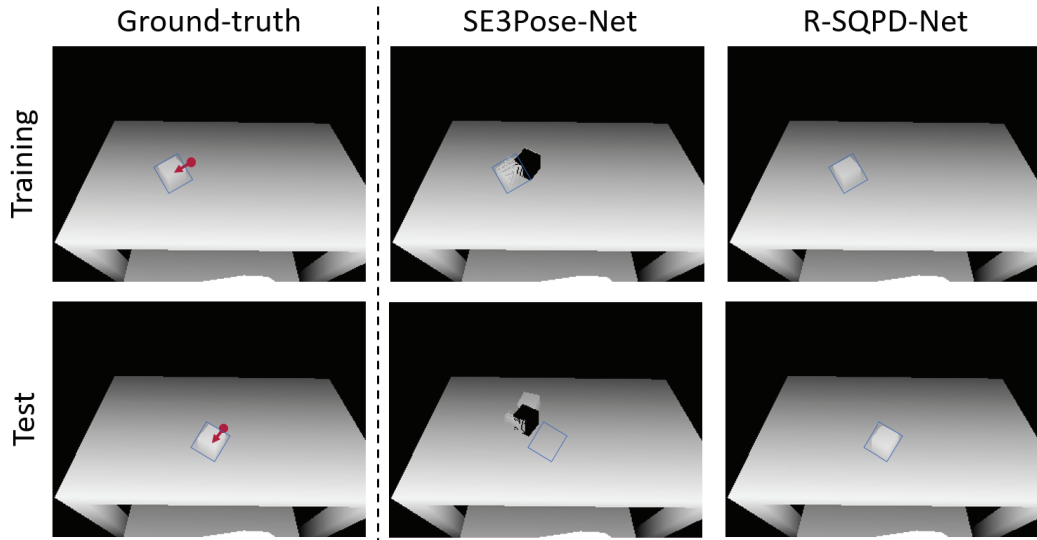 Ground-truth
SE3Pose-Net
R-SQPD-Net
Training
Test